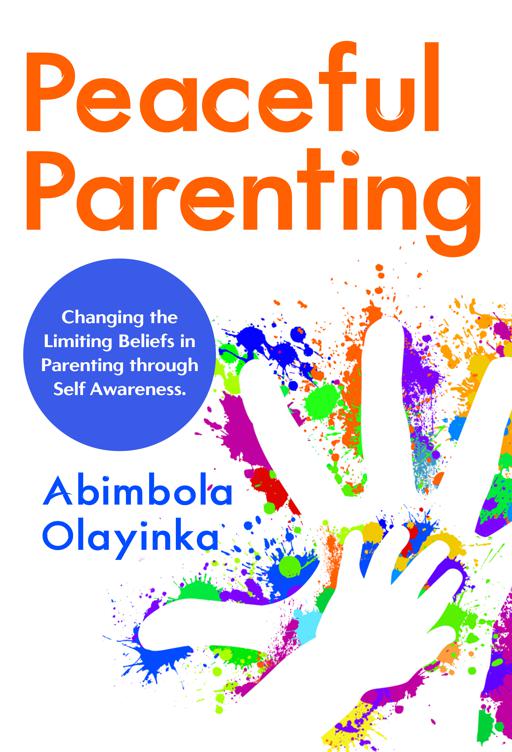 Peaceful
Parenting
Changing the
Limiting Beliefs in
Parenting through
Self Awareness.
Abimbola
Olayinka